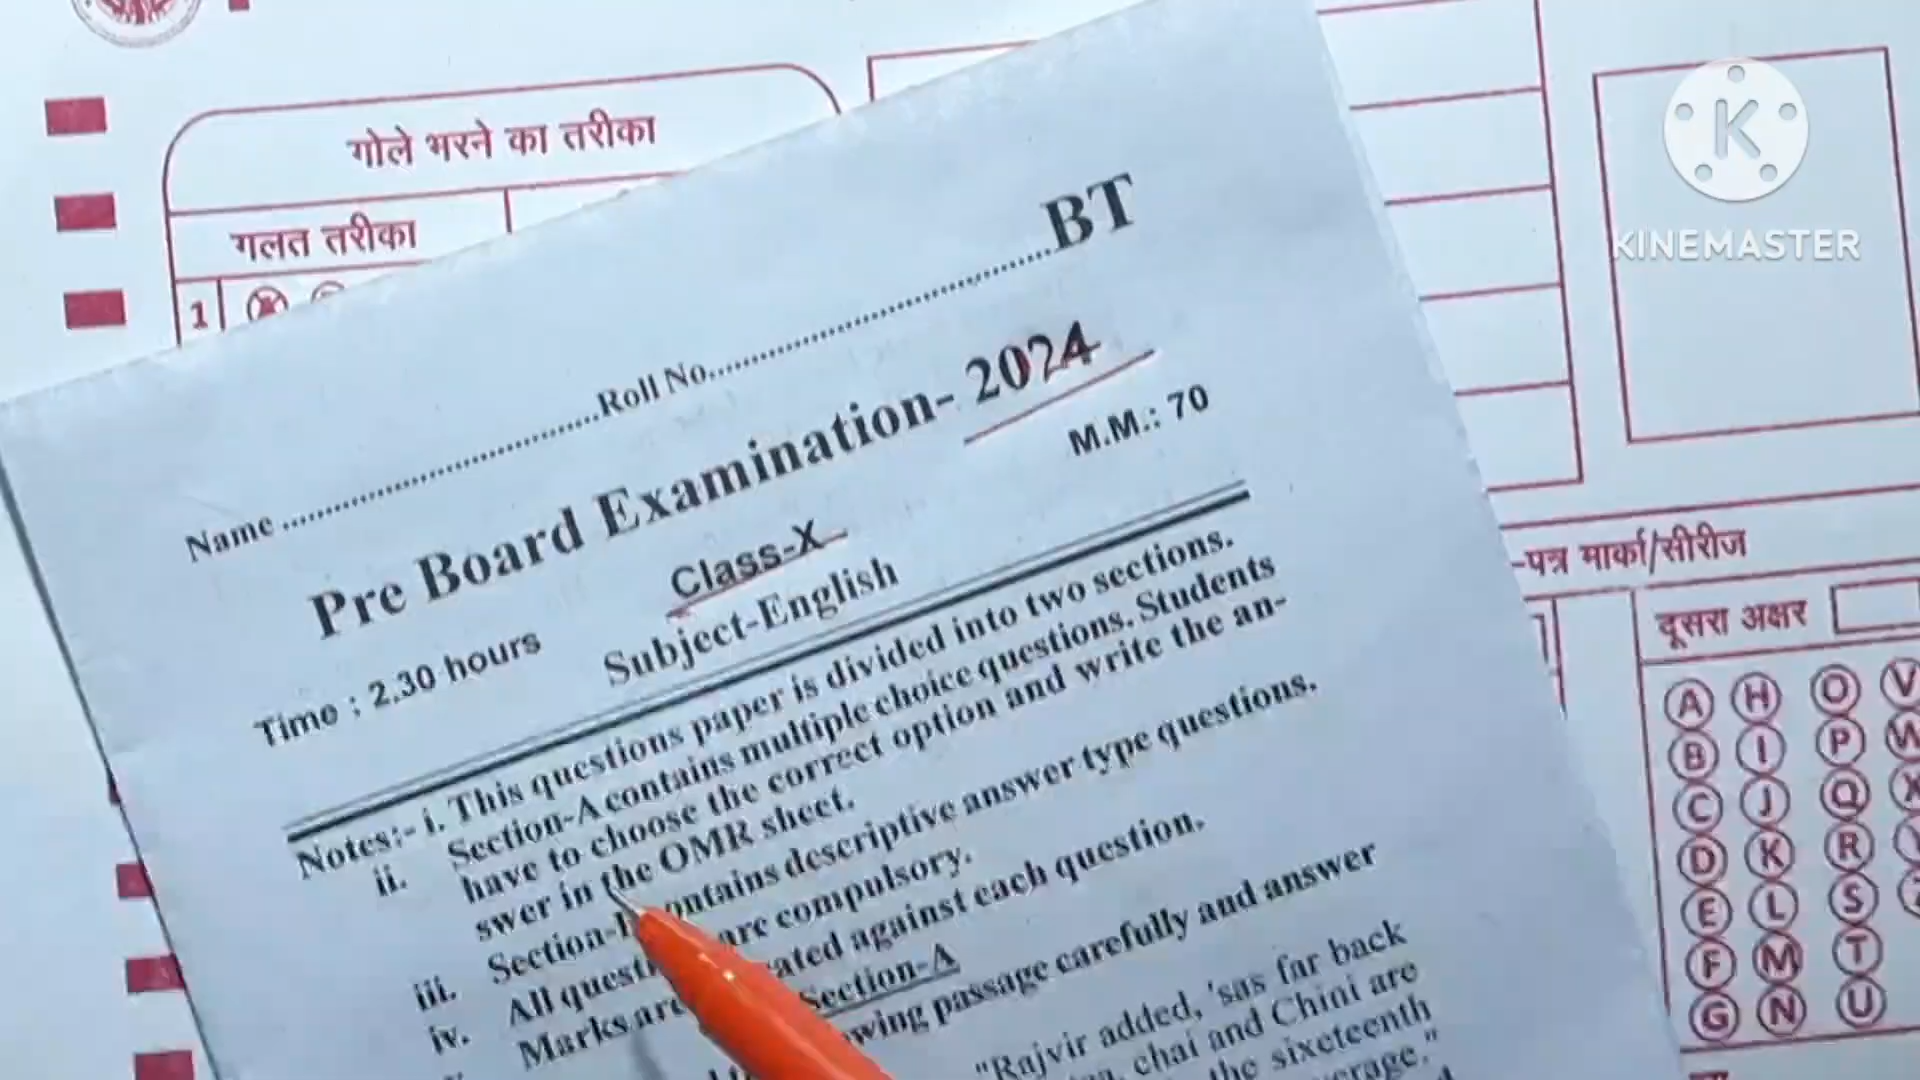 गोले भरने का तरीका
गलत तरीका
1
KINEMASTER
BT
Name ........ Roll No........
Pre Board Examination- 2024
M.M.: 70
Class-X
Time : 2.30 hours
Subject-English
Notes:- i. This questions paper is divided into two sections.
ii. Section-A contains multiple choice questions. Students
have to choose the correct option and write the an-
swer in the OMR sheet.
iii. Section- contains descriptive answer type questions.
iv. All are compulsory.
Marks are against each question.
Section-A
passage carefully and answer
"Rajvir added, 'sas far back
chai and Chini are
the sixteenth
-पत्र मार्का/सीरीज
दूसरा अक्षर
A H O V
B I P W
C J Q X
D K R
E L S
F M T
G N U